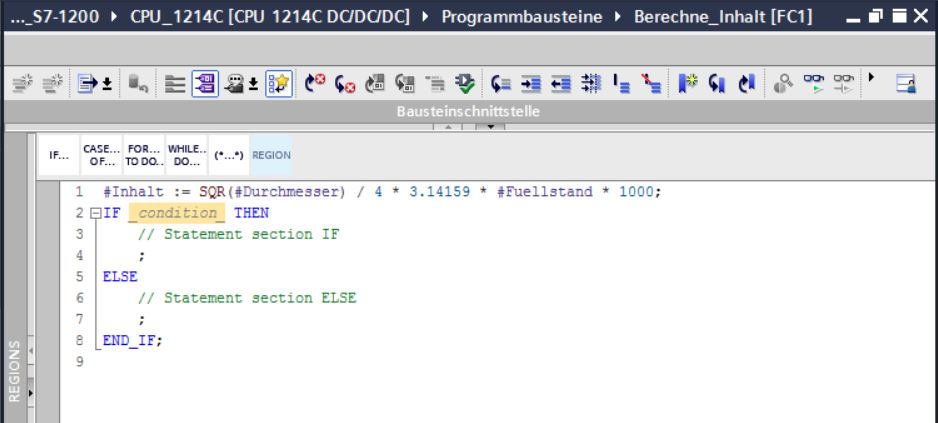 ..._S7-1200 ▸ CPU_1214C [CPU 1214C DC/DC/DC] ▸ Programmbausteine ▸ Berechne_Inhalt [FC1]
Bausteinschnittstelle
IF... CASE... OF... FOR... TO DO.. WHILE.. DO... (*...*) REGION
1 #Inhalt := SQR(#Durchmesser) / 4 * 3.14159 * #Fuellstand * 1000;
2 IF _condition_ THEN
3 // Statement section IF
4 ;
5 ELSE
6 // Statement section ELSE
7 ;
8 END_IF;
9
REGIONS